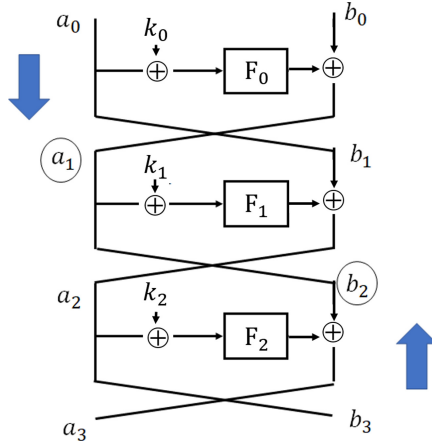 a₀ b₀
k₀
F₀
a₁ b₁
k₁
F₁
a₂ b₂
k₂
F₂
a₃ b₃